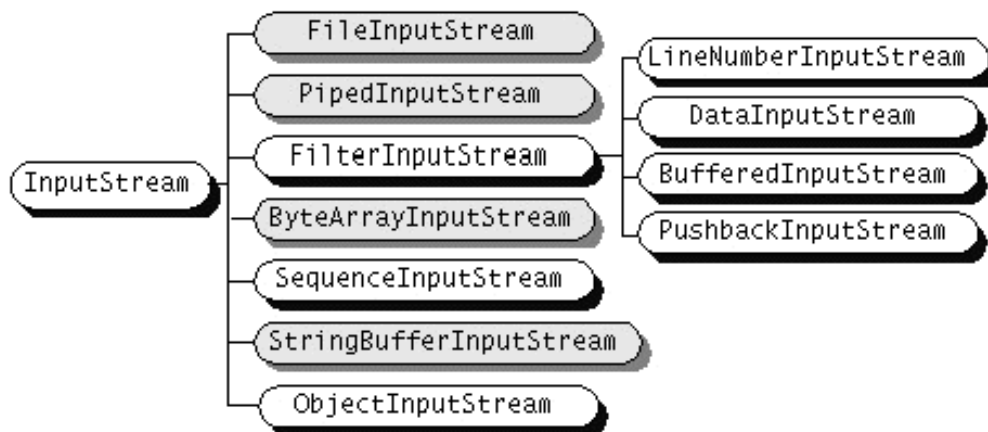 InputStream
FileInputStream
PipedInputStream
FilterInputStream
ByteArrayInputStream
SequenceInputStream
StringBufferInputStream
ObjectInputStream
LineNumberInputStream
DataInputStream
BufferedInputStream
PushbackInputStream